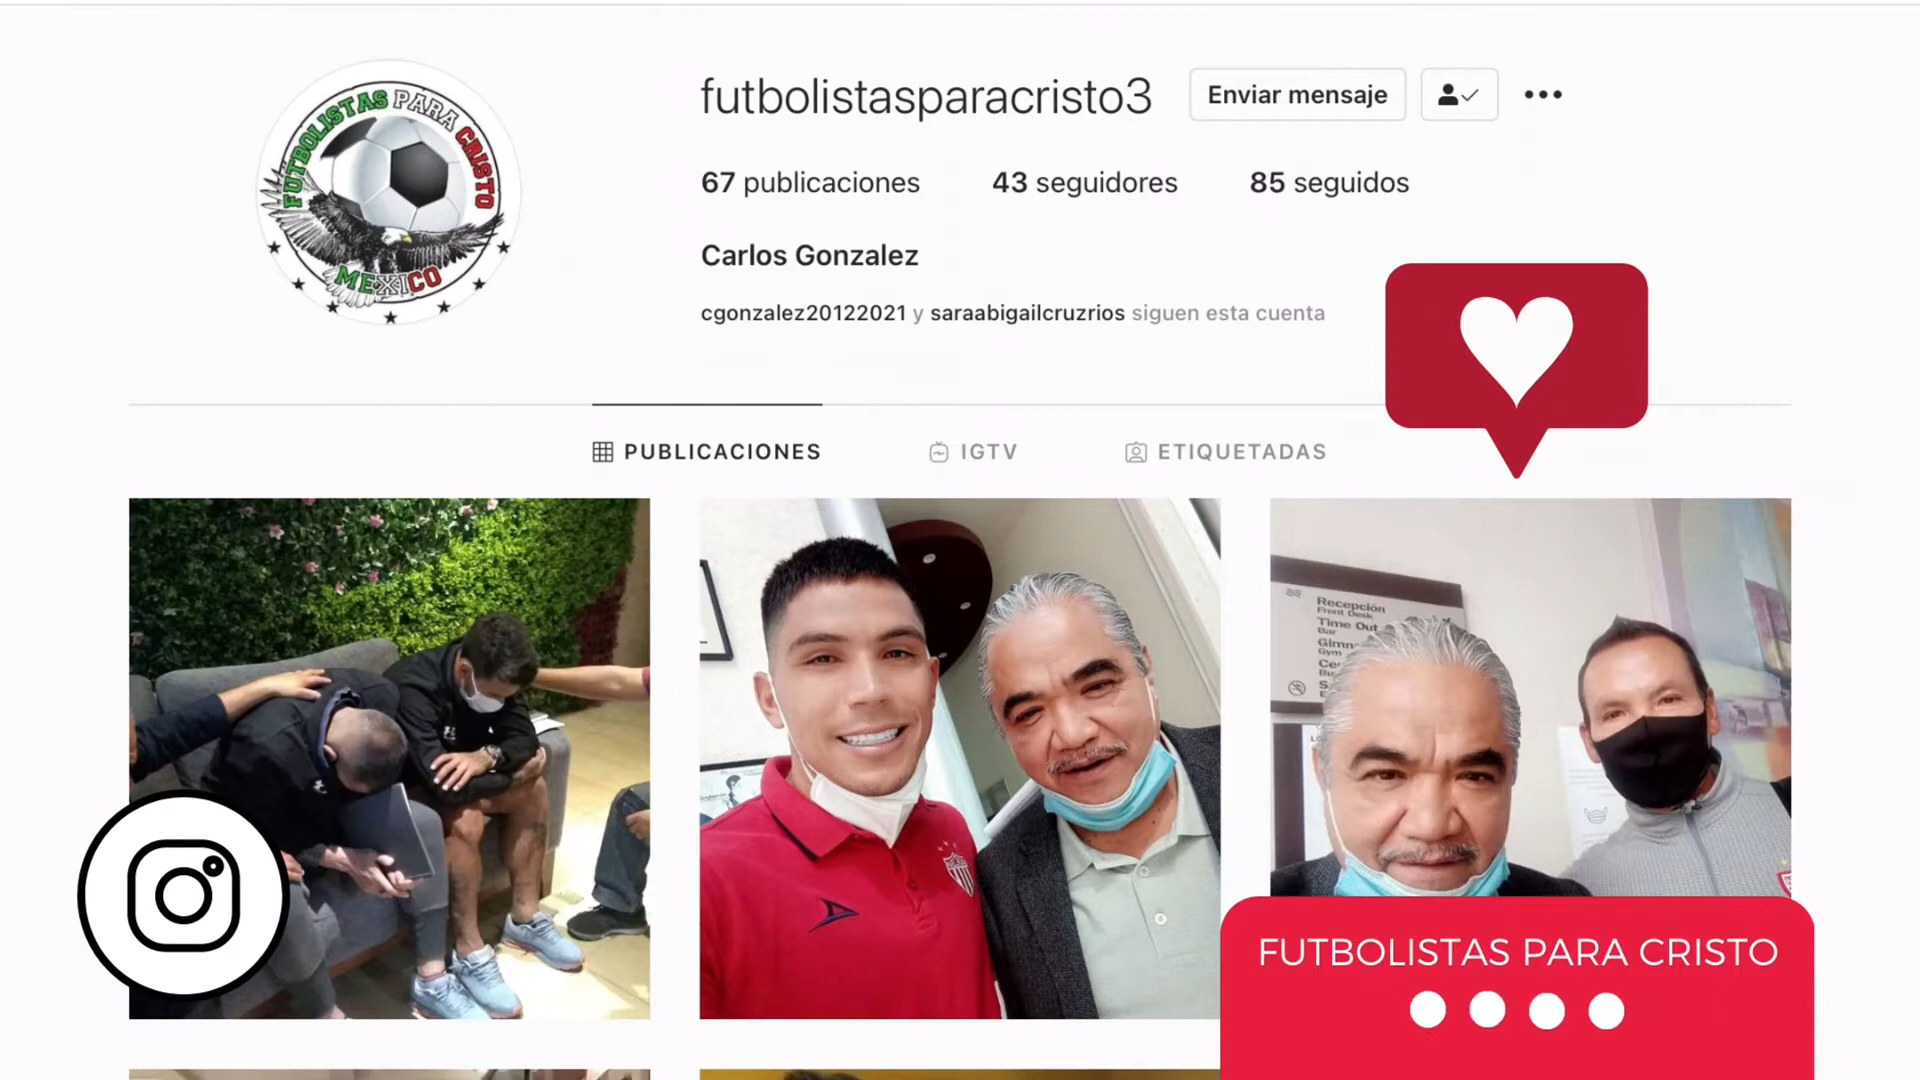 FUTBOLISTAS PARA CRISTO
MEXICO
futbolistasparacristo3
Enviar mensaje
67 publicaciones
43 seguidores
85 seguidos
Carlos Gonzalez
cgonzalez20122021 y saraabigailcruzrios siguen esta cuenta
PUBLICACIONES
IGTV
ETIQUETADAS
Recepción
Front Desk
Time Out
Bar
Gym
FUTBOLISTAS PARA CRISTO